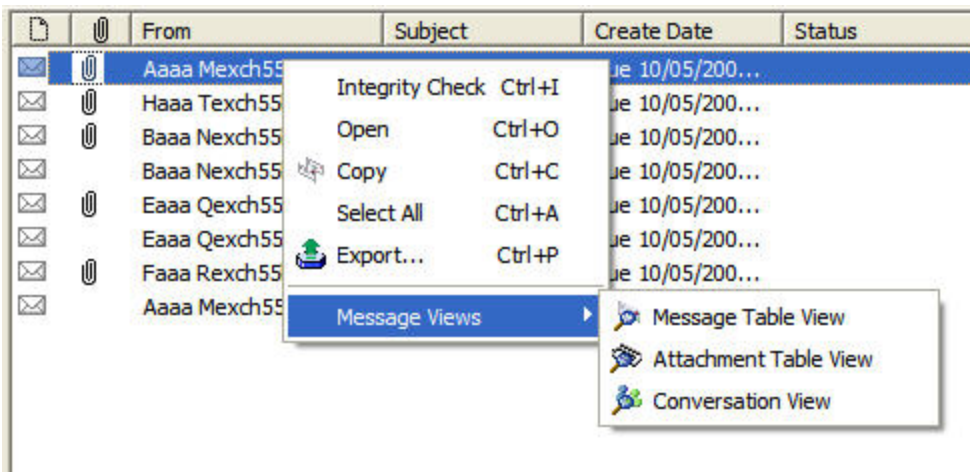 From Subject Create Date Status
Aaaa Mexch55 ue 10/05/200...
Haaa Texch55 ue 10/05/200...
Baaa Nexch55 ue 10/05/200...
Baaa Nexch55 ue 10/05/200...
Eaaa Qexch55 ue 10/05/200...
Eaaa Qexch55 ue 10/05/200...
Faaa Rexch55 ue 10/05/200...
Aaaa Mexch55
Integrity Check Ctrl+I
Open Ctrl+O
Copy Ctrl+C
Select All Ctrl+A
Export... Ctrl+P
Message Views
Message Table View
Attachment Table View
Conversation View